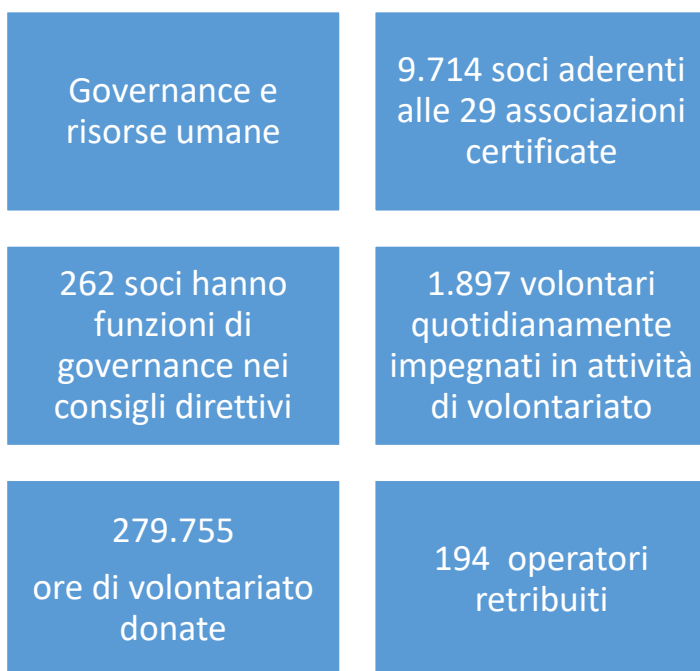 Governance e
risorse umane
9.714 soci aderenti
alle 29 associazioni
certificate
262 soci hanno
funzioni di
governance nei
consigli direttivi
1.897 volontari
quotidianamente
impegnati in attività
di volontariato
279.755
ore di volontariato
donate
194 operatori
retribuiti